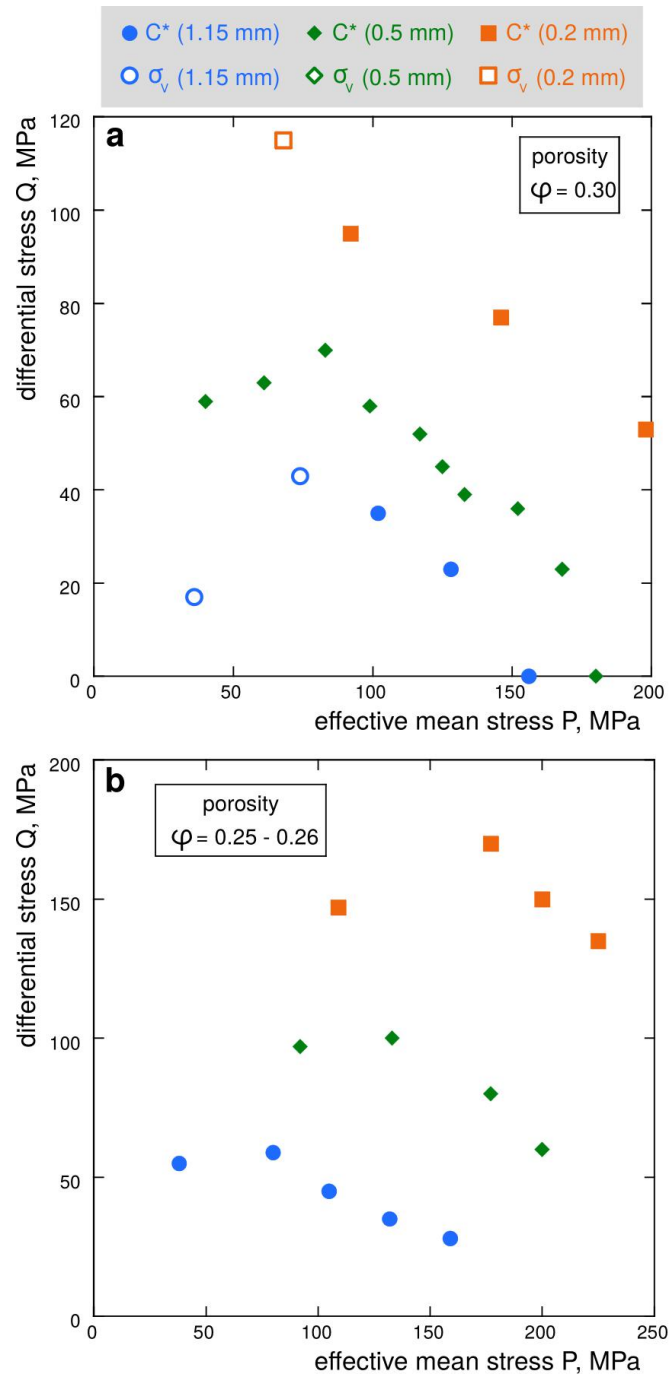 C* (1.15 mm) C* (0.5 mm) C* (0.2 mm)
σv (1.15 mm) σv (0.5 mm) σv (0.2 mm)
a
porosity
φ = 0.30
differential stress Q, MPa
120
100
80
60
40
20
0
0 50 100 150 200
effective mean stress P, MPa
b
porosity
φ = 0.25 - 0.26
differential stress Q, MPa
200
150
100
50
0
0 50 100 150 200 250
effective mean stress P, MPa